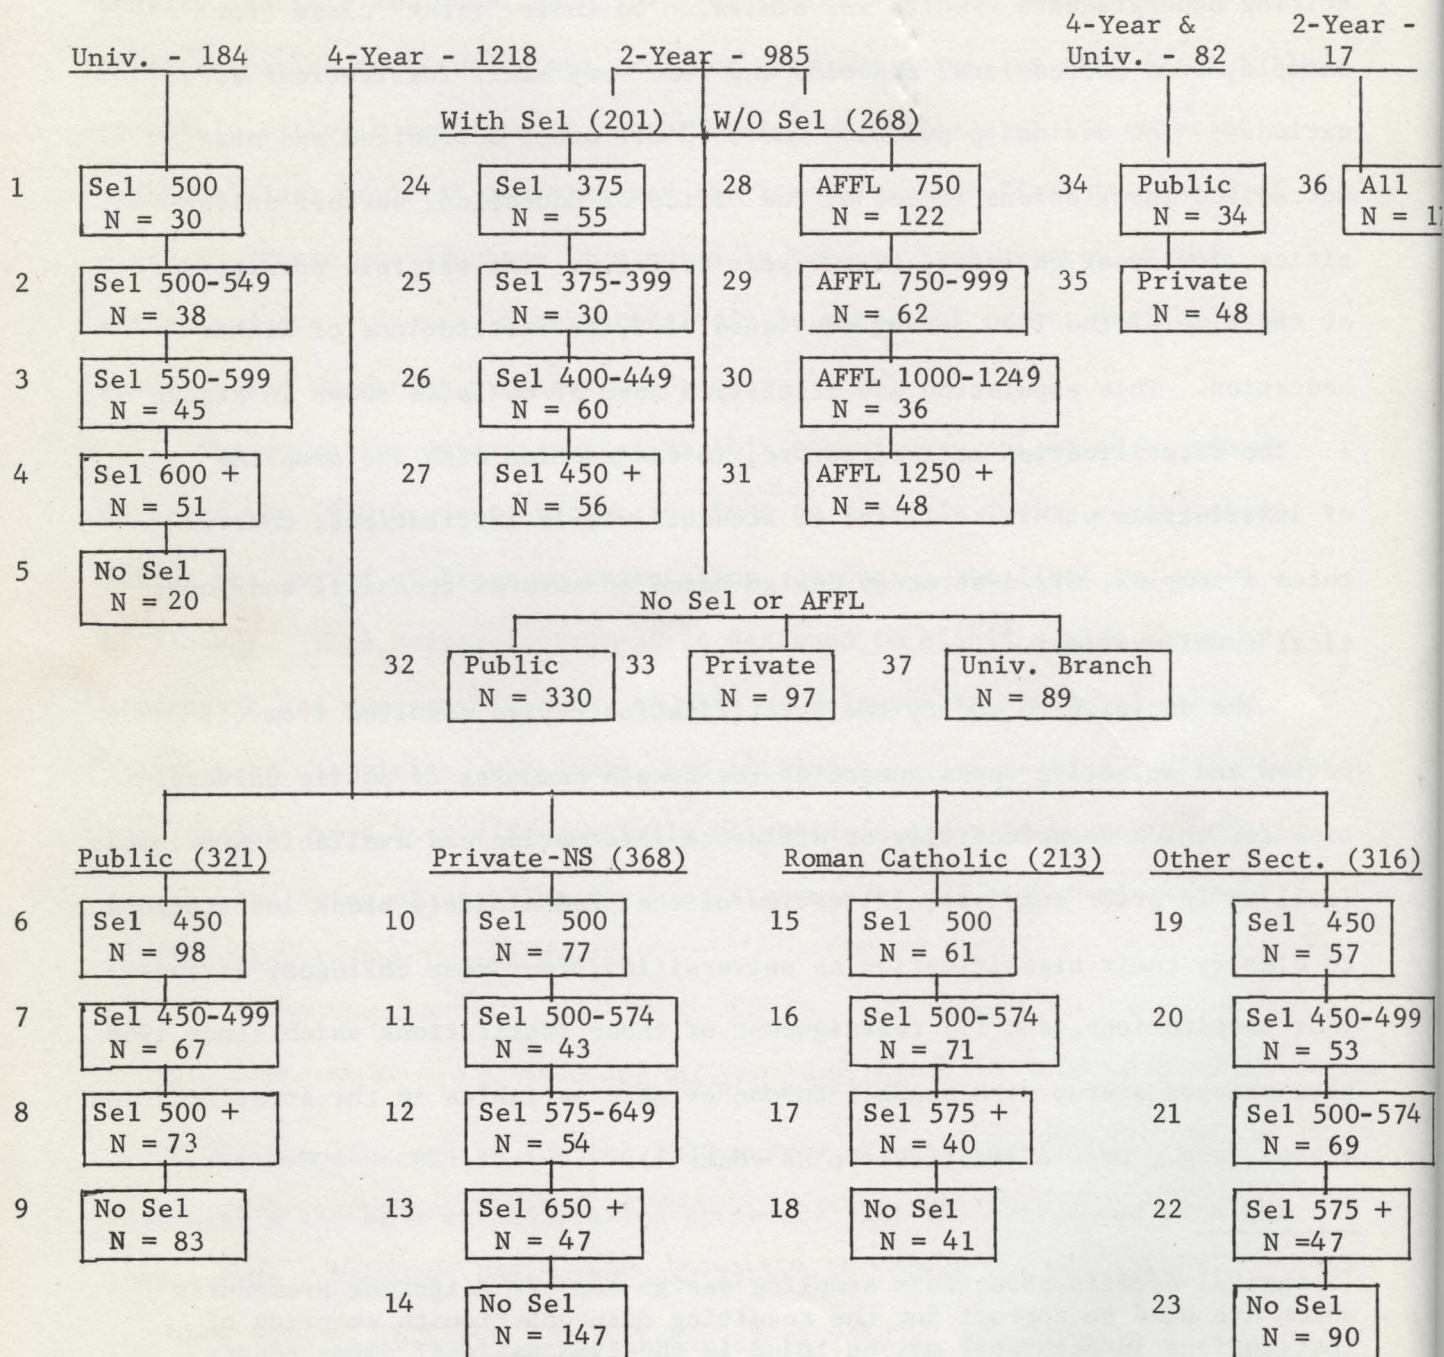 4-Year & 2-Year -
Univ. - 184 4-Year - 1218 2-Year - 985 Univ. - 82 17
With Sel (201) W/O Sel (268)
1 Sel 500 24 Sel 375 28 AFFL 750 34 Public 36 All
N = 30 N = 55 N = 122 N = 34 N =
2 Sel 500-549 25 Sel 375-399 29 AFFL 750-999 35 Private
N = 38 N = 30 N = 62 N = 48
3 Sel 550-599 26 Sel 400-449 30 AFFL 1000-1249
N = 45 N = 60 N = 36
4 Sel 600 + 27 Sel 450 + 31 AFFL 1250 +
N = 51 N = 56 N = 48
5 No Sel
N = 20
No Sel or AFFL
32 Public 33 Private 37 Univ. Branch
N = 330 N = 97 N = 89
Public (321) Private-NS (368) Roman Catholic (213) Other Sect. (316)
6 Sel 450 10 Sel 500 15 Sel 500 19 Sel 450
N = 98 N = 77 N = 61 N = 57
7 Sel 450-499 11 Sel 500-574 16 Sel 500-574 20 Sel 450-499
N = 67 N = 43 N = 71 N = 53
8 Sel 500 + 12 Sel 575-649 17 Sel 575 + 21 Sel 500-574
N = 73 N = 54 N = 40 N = 69
9 No Sel 13 Sel 650 + 18 No Sel 22 Sel 575 +
N = 83 N = 47 N = 41 N =47
14 No Sel 23 No Sel
N = 147 N = 90